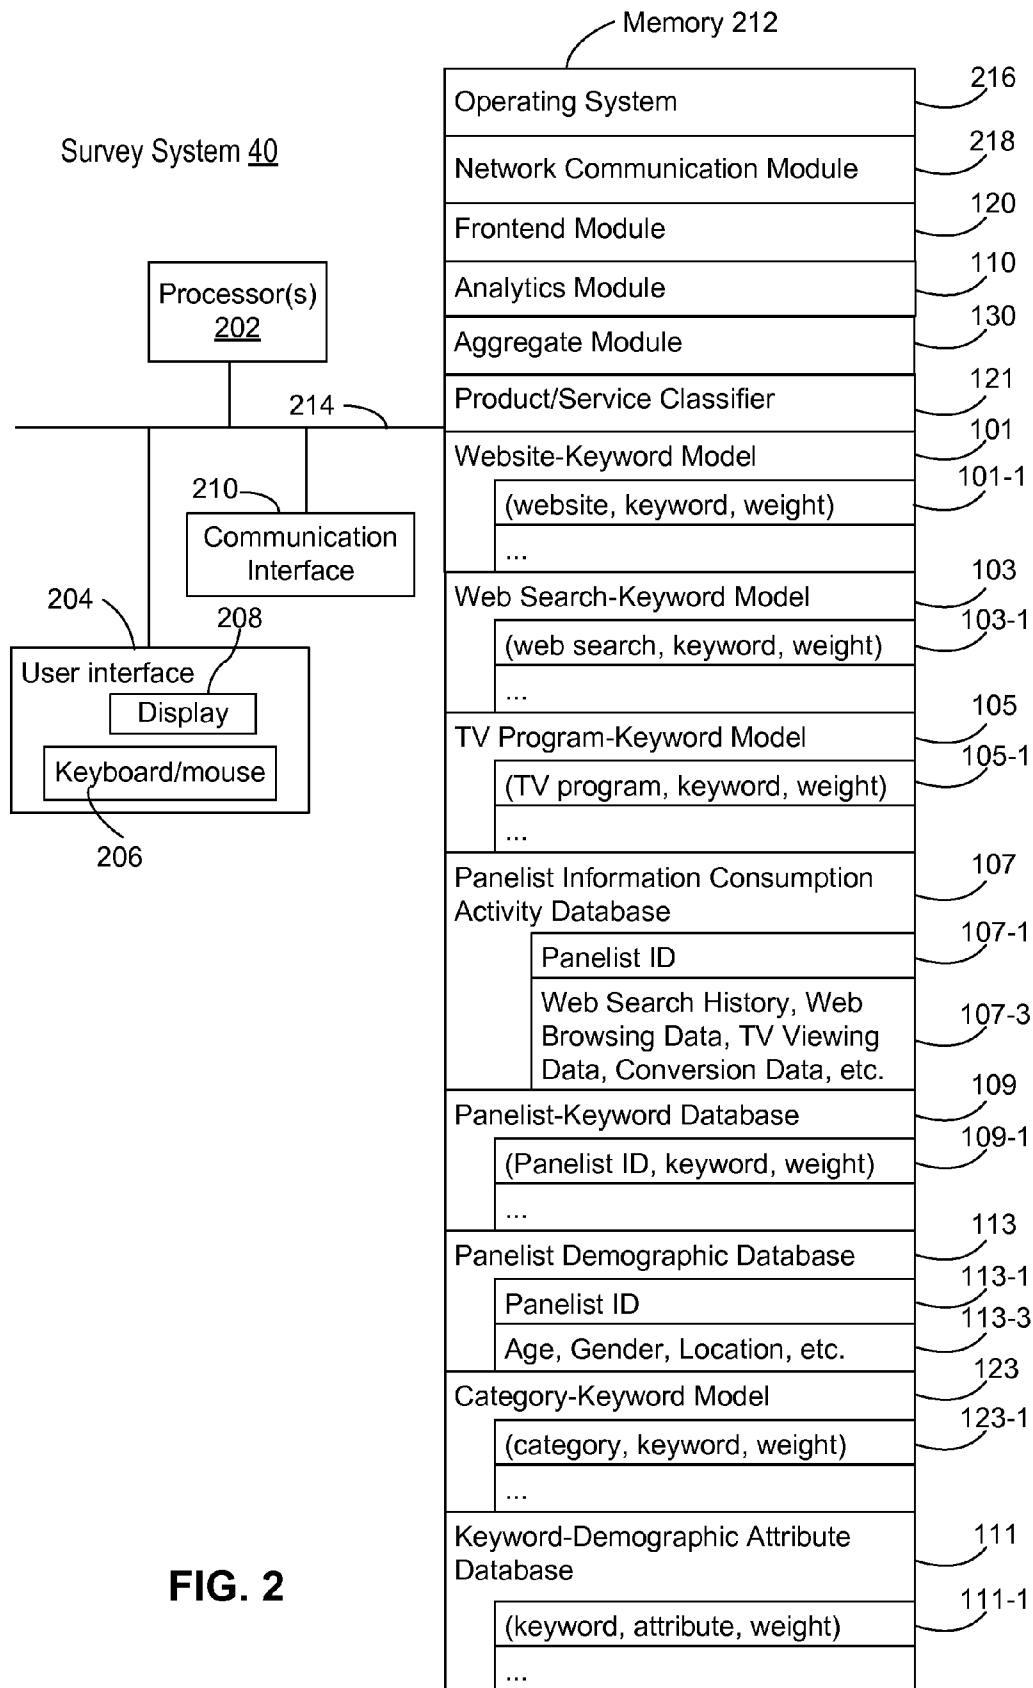 Memory 212
Survey System 40
Operating System
216
Network Communication Module
218
Frontend Module
120
Analytics Module
110
Aggregate Module
130
Product/Service Classifier
121
Website-Keyword Model
101
(website, keyword, weight)
101-1
...
Web Search-Keyword Model
103
(web search, keyword, weight)
103-1
...
TV Program-Keyword Model
105
(TV program, keyword, weight)
105-1
...
Panelist Information Consumption
Activity Database
107
Panelist ID
107-1
Web Search History, Web
Browsing Data, TV Viewing
Data, Conversion Data, etc.
107-3
Panelist-Keyword Database
109
(Panelist ID, keyword, weight)
109-1
...
Panelist Demographic Database
113
Panelist ID
113-1
Age, Gender, Location, etc.
113-3
Category-Keyword Model
123
(category, keyword, weight)
123-1
...
Keyword-Demographic Attribute
Database
111
(keyword, attribute, weight)
111-1
...
Processor(s)
202
214
210
Communication
Interface
204
208
User interface
Display
Keyboard/mouse
206
FIG. 2